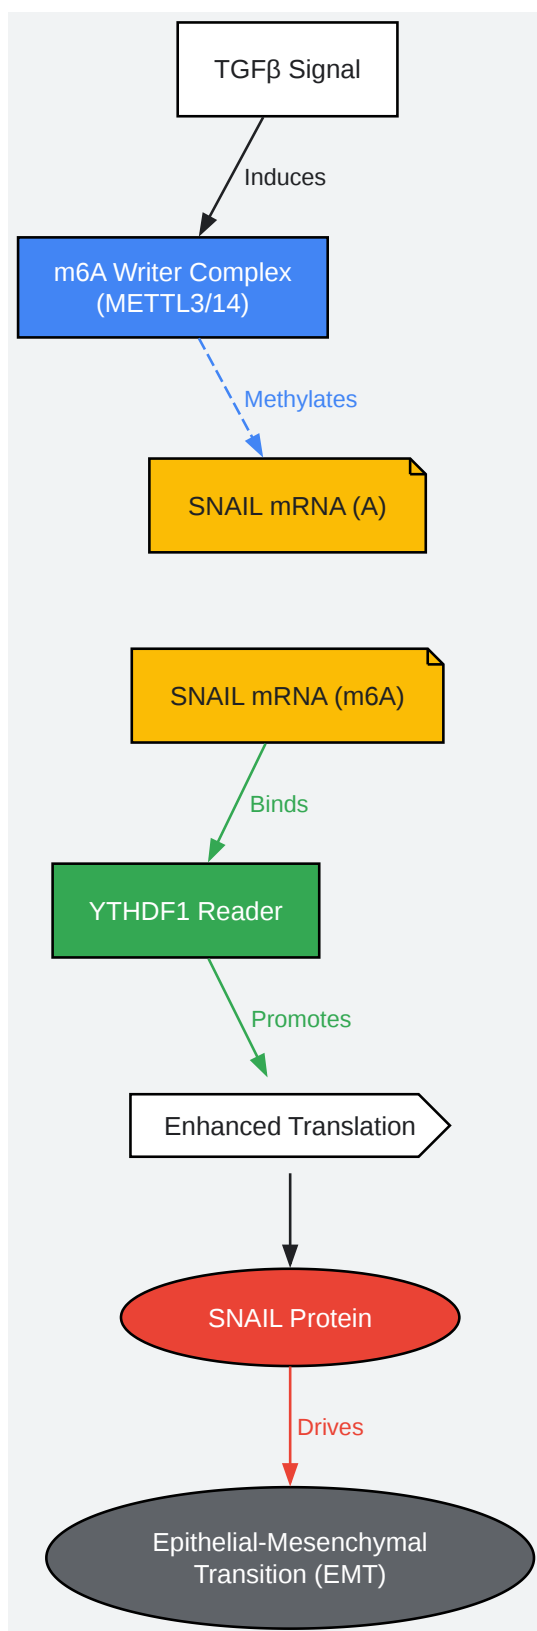 TGFβ Signal
Induces
m6A Writer Complex
(METTL3/14)
Methylates
SNAIL mRNA (A)
SNAIL mRNA (m6A)
Binds
YTHDF1 Reader
Promotes
Enhanced Translation
SNAIL Protein
Drives
Epithelial-Mesenchymal
Transition (EMT)